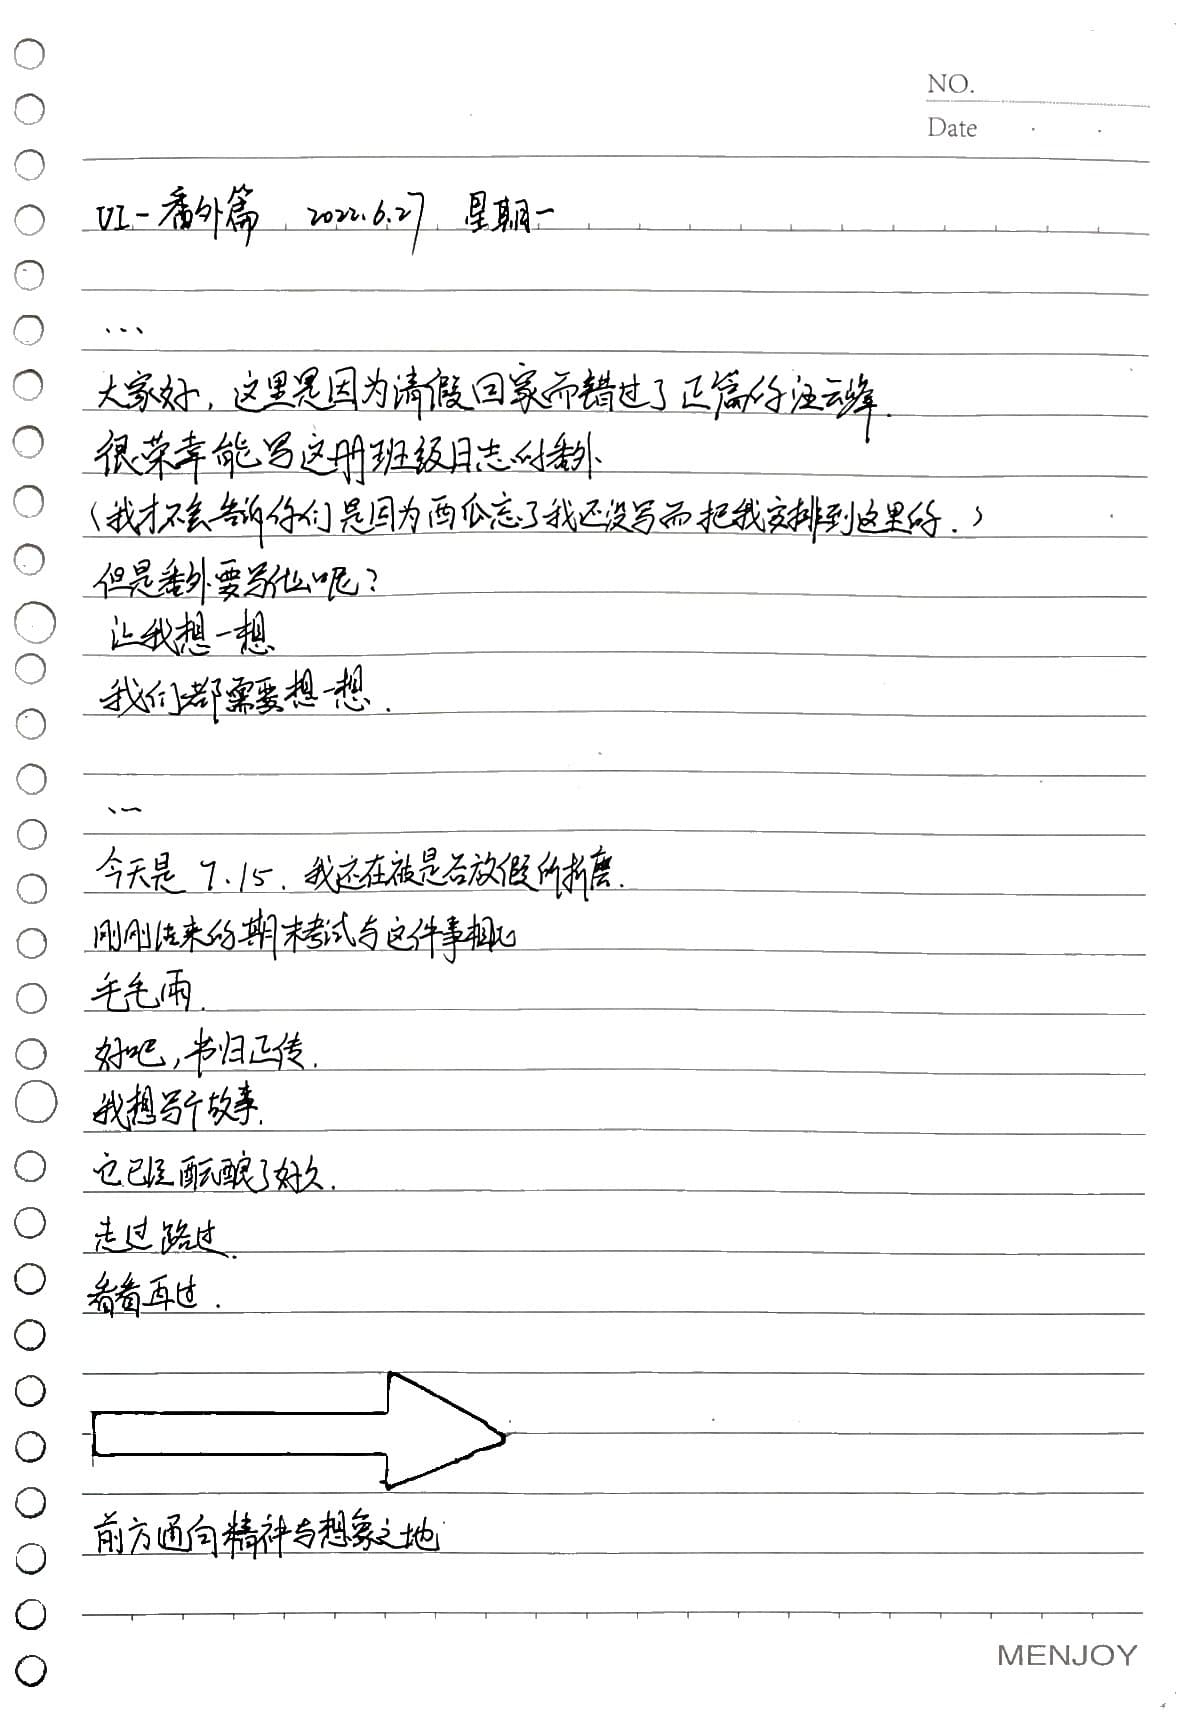 NO.
Date
VI-番外篇 2022.6.27 星期一
...
大家好，这里是因为请假回家而错过了正篇的汪云峰.
很荣幸能写这册班级日志的番外
（我才不会告诉你们是因为西瓜忘了我还没写而把我安排到这里的.）
但是番外要写什么呢？
让我想一想
我们都需要想一想.
...
今天是 7.15. 我还在被是否放假所折磨.
刚刚结束的期末考试与这件事相比
毛毛雨.
好吧,书归正传.
我想写个故事.
它已经酝酿了好久.
走过路过.
看看再过.
前方通向精神与想象之地
MENJOY